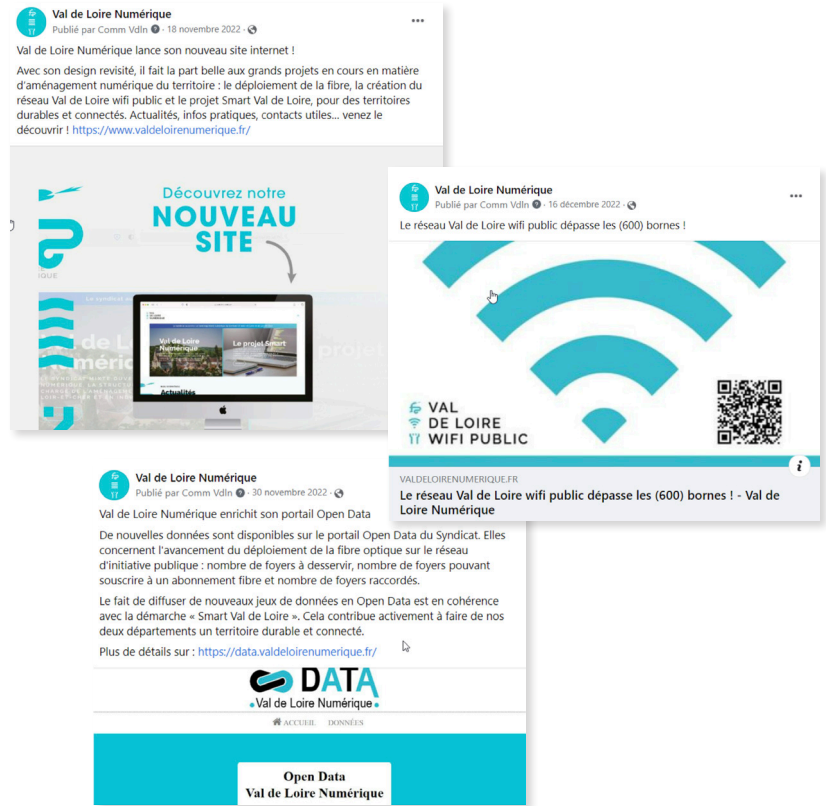 Val de Loire Numérique
Publié par Comm Vdln · 18 novembre 2022 ·
Val de Loire Numérique lance son nouveau site internet !
Avec son design revisité, il fait la part belle aux grands projets en cours en matière
d'aménagement numérique du territoire : le déploiement de la fibre, la création du
réseau Val de Loire wifi public et le projet Smart Val de Loire, pour des territoires
durables et connectés. Actualités, infos pratiques, contacts utiles... venez le
découvrir ! https://www.valdeloirenumerique.fr/
Découvrez notre
NOUVEAU
SITE
Val de Loire
Numérique
Le projet Smart
Actualités
projet
Val de Loire Numérique
Publié par Comm Vdln · 16 décembre 2022 ·
Le réseau Val de Loire wifi public dépasse les (600) bornes !
VAL
DE LOIRE
WIFI PUBLIC
VALDELOIRENUMERIQUE.FR
Le réseau Val de Loire wifi public dépasse les (600) bornes ! - Val de
Loire Numérique
Val de Loire Numérique
Publié par Comm Vdln · 30 novembre 2022 ·
Val de Loire Numérique enrichit son portail Open Data
De nouvelles données sont disponibles sur le portail Open Data du Syndicat. Elles
concernent l'avancement du déploiement de la fibre optique sur le réseau
d'initiative publique : nombre de foyers à desservir, nombre de foyers pouvant
souscrire à un abonnement fibre et nombre de foyers raccordés.
Le fait de diffuser de nouveaux jeux de données en Open Data est en cohérence
avec la démarche « Smart Val de Loire ». Cela contribue activement à faire de nos
deux départements un territoire durable et connecté.
Plus de détails sur : https://data.valdeloirenumerique.fr/
DATA
Val de Loire Numérique
ACCUEIL DONNÉES
Open Data
Val de Loire Numérique